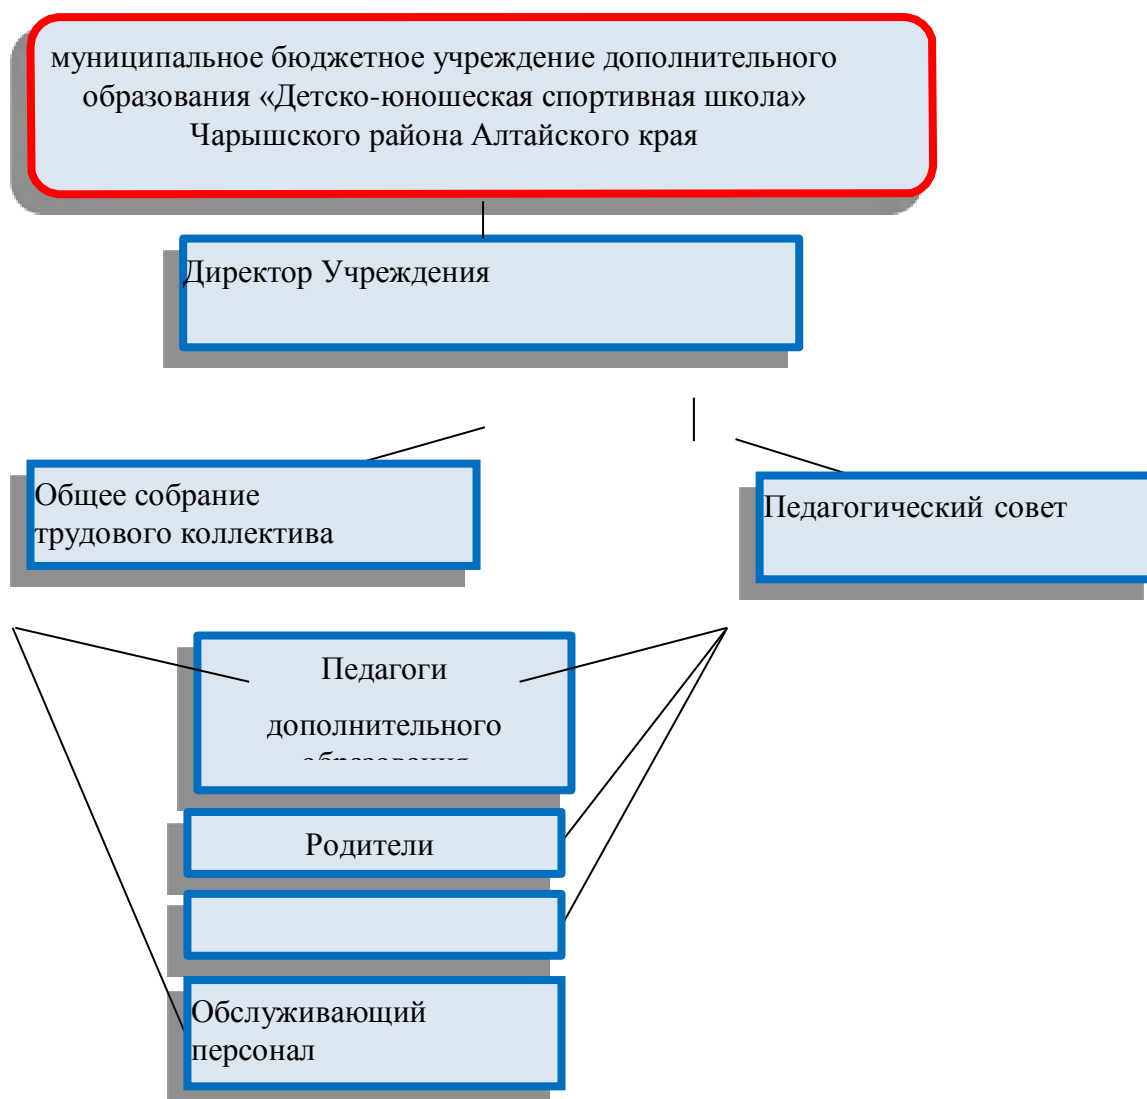 муниципальное бюджетное учреждение дополнительного
образования «Детско-юношеская спортивная школа»
Чарышского района Алтайского края
Директор Учреждения
Общее собрание
трудового коллектива
Педагогический совет
Педагоги
дополнительного
образования
Родители
Обслуживающий
персонал